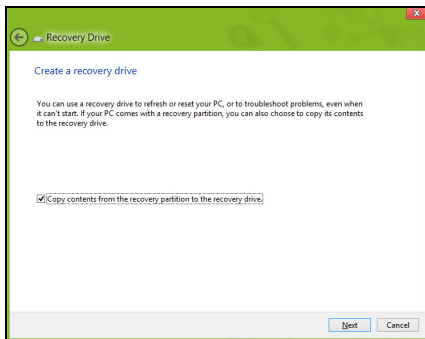 Recovery Drive
Create a recovery drive
You can use a recovery drive to refresh or reset your PC, or to troubleshoot problems, even when
it can't start. If your PC comes with a recovery partition, you can also choose to copy its contents
to the recovery drive.
Copy contents from the recovery partition to the recovery drive.
Next Cancel